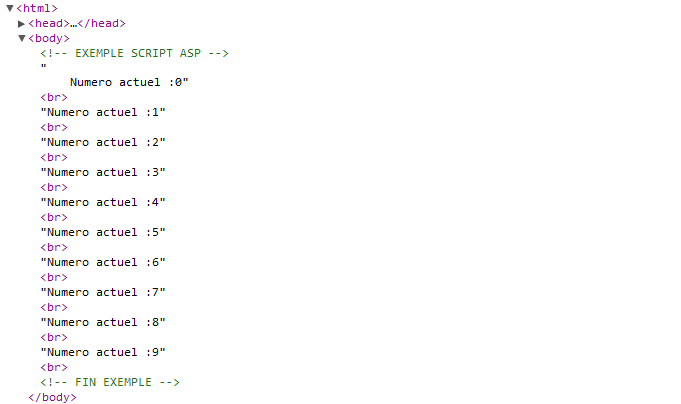 ▼<html>
▶<head>…</head>
▼<body>
<!-- EXEMPLE SCRIPT ASP -->
"
Numero actuel :0"
<br>
"Numero actuel :1"
<br>
"Numero actuel :2"
<br>
"Numero actuel :3"
<br>
"Numero actuel :4"
<br>
"Numero actuel :5"
<br>
"Numero actuel :6"
<br>
"Numero actuel :7"
<br>
"Numero actuel :8"
<br>
"Numero actuel :9"
<br>
<!-- FIN EXEMPLE -->
</body>